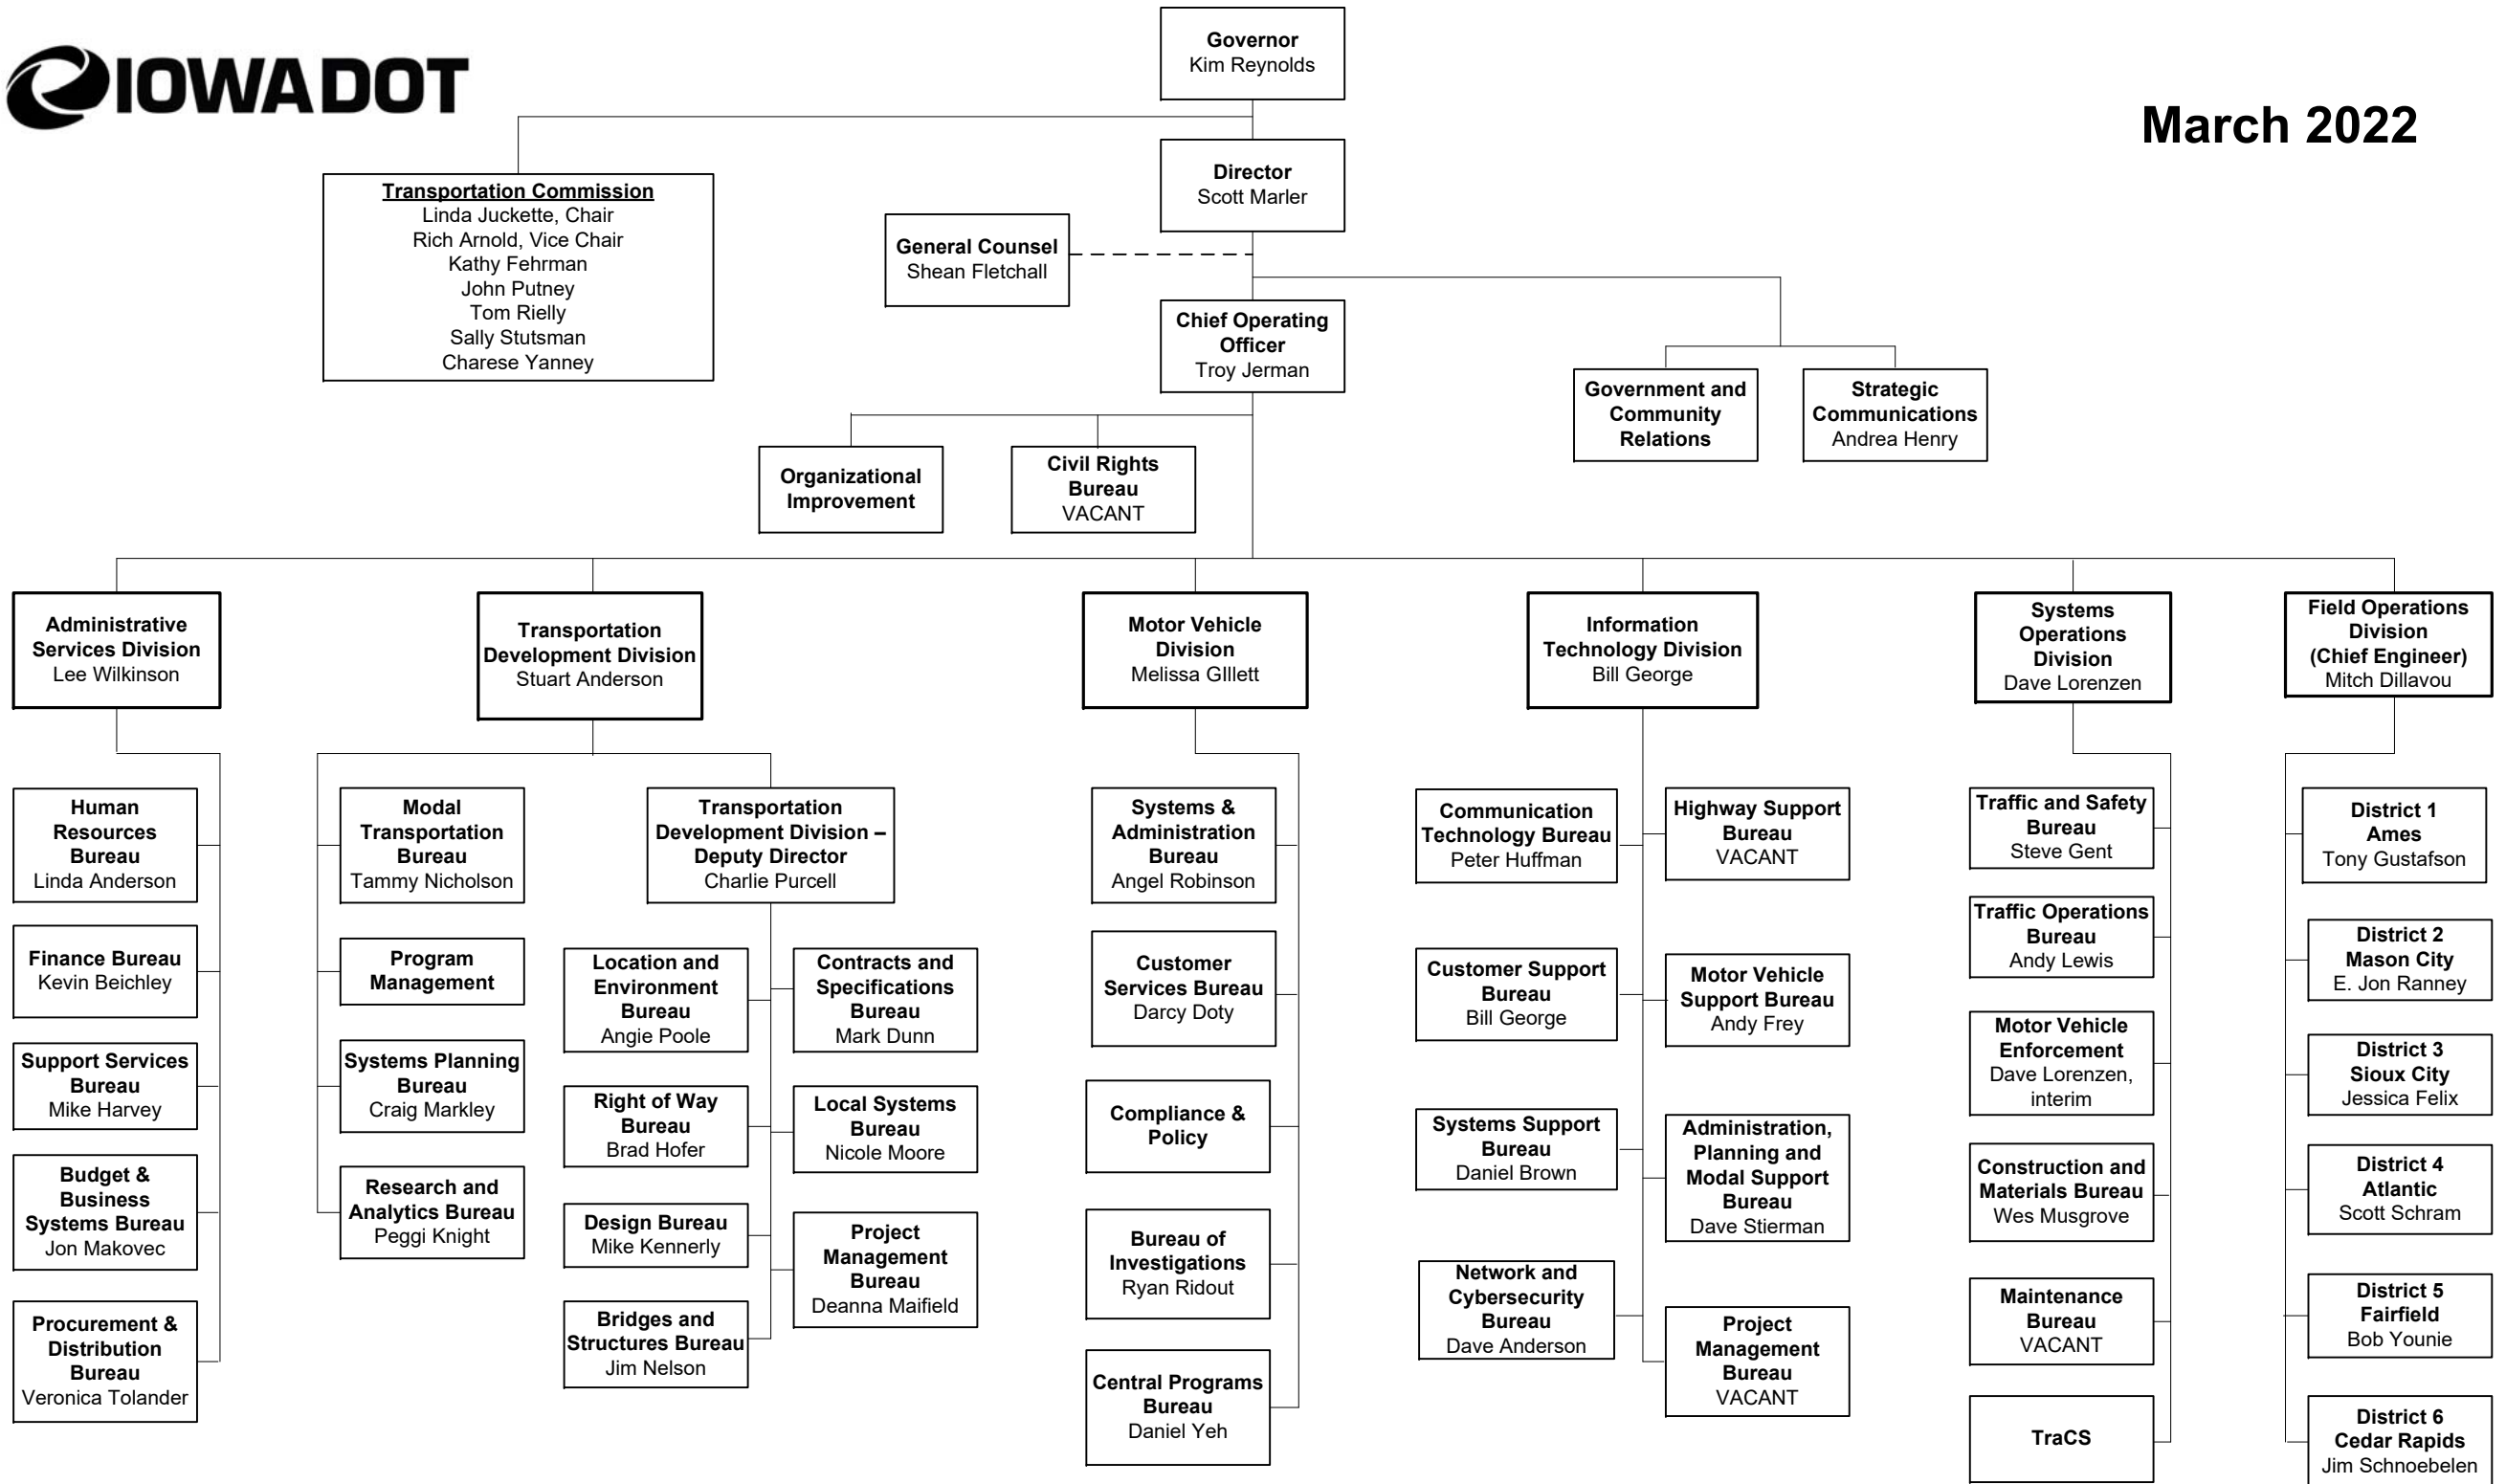 IOWADOT
March 2022
Governor
Kim Reynolds
Director
Scott Marler
Transportation Commission
Linda Juckette, Chair
Rich Arnold, Vice Chair
Kathy Fehrman
John Putney
Tom Rielly
Sally Stutsman
Charese Yanney
General Counsel
Shean Fletchall
Chief Operating
Officer
Troy Jerman
Government and
Community
Relations
Strategic
Communications
Andrea Henry
Organizational
Improvement
Civil Rights
Bureau
VACANT
Administrative
Services Division
Lee Wilkinson
Transportation
Development Division
Stuart Anderson
Motor Vehicle
Division
Melissa GIllett
Information
Technology Division
Bill George
Systems
Operations
Division
Dave Lorenzen
Field Operations
Division
(Chief Engineer)
Mitch Dillavou
Human
Resources
Bureau
Linda Anderson
Finance Bureau
Kevin Beichley
Support Services
Bureau
Mike Harvey
Budget &
Business
Systems Bureau
Jon Makovec
Procurement &
Distribution
Bureau
Veronica Tolander
Modal
Transportation
Bureau
Tammy Nicholson
Program
Management
Systems Planning
Bureau
Craig Markley
Research and
Analytics Bureau
Peggi Knight
Transportation
Development Division –
Deputy Director
Charlie Purcell
Location and
Environment
Bureau
Angie Poole
Right of Way
Bureau
Brad Hofer
Design Bureau
Mike Kennerly
Bridges and
Structures Bureau
Jim Nelson
Contracts and
Specifications
Bureau
Mark Dunn
Local Systems
Bureau
Nicole Moore
Project
Management
Bureau
Deanna Maifield
Systems &
Administration
Bureau
Angel Robinson
Customer
Services Bureau
Darcy Doty
Compliance &
Policy
Bureau of
Investigations
Ryan Ridout
Central Programs
Bureau
Daniel Yeh
Communication
Technology Bureau
Peter Huffman
Customer Support
Bureau
Bill George
Systems Support
Bureau
Daniel Brown
Network and
Cybersecurity
Bureau
Dave Anderson
Highway Support
Bureau
VACANT
Motor Vehicle
Support Bureau
Andy Frey
Administration,
Planning and
Modal Support
Bureau
Dave Stierman
Project
Management
Bureau
VACANT
Traffic and Safety
Bureau
Steve Gent
Traffic Operations
Bureau
Andy Lewis
Motor Vehicle
Enforcement
Dave Lorenzen,
interim
Construction and
Materials Bureau
Wes Musgrove
Maintenance
Bureau
VACANT
TraCS
District 1
Ames
Tony Gustafson
District 2
Mason City
E. Jon Ranney
District 3
Sioux City
Jessica Felix
District 4
Atlantic
Scott Schram
District 5
Fairfield
Bob Younie
District 6
Cedar Rapids
Jim Schnoebelen